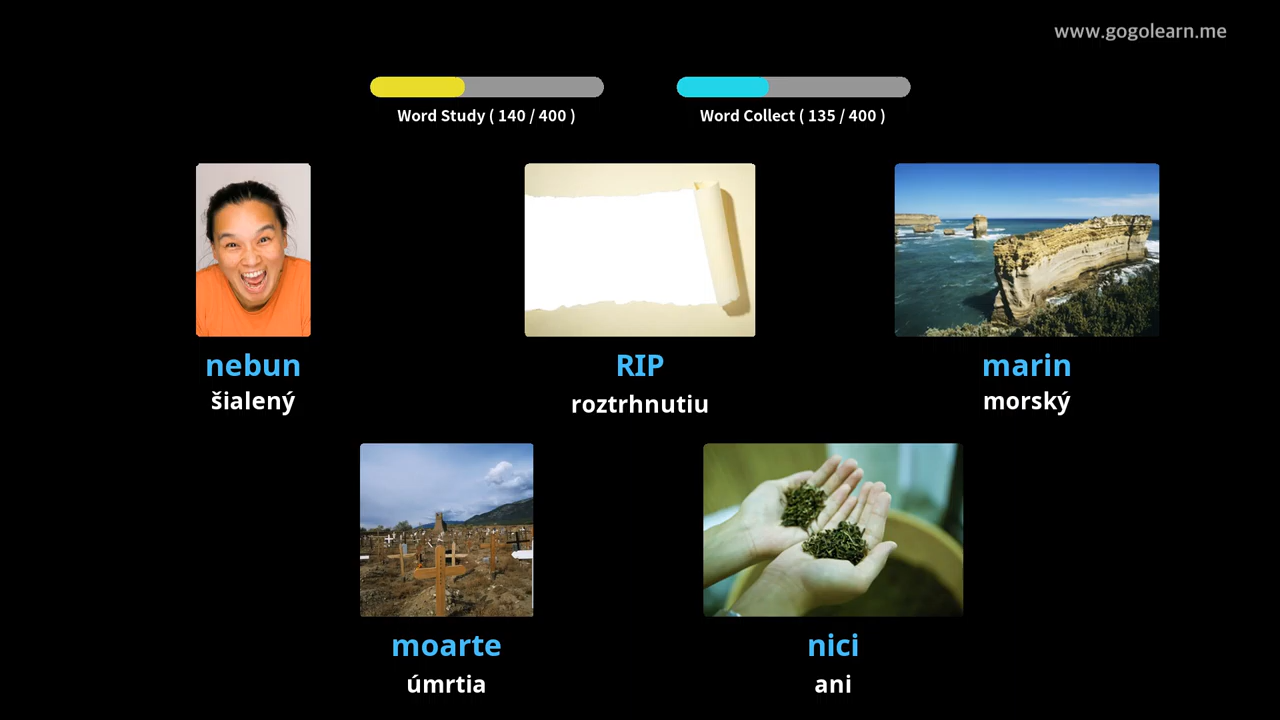 www.gogolearn.me
Word Study ( 140 / 400 )
Word Collect ( 135 / 400 )
nebun
šialený
RIP
roztrhnutiu
marin
morský
moarte
úmrtia
nici
ani